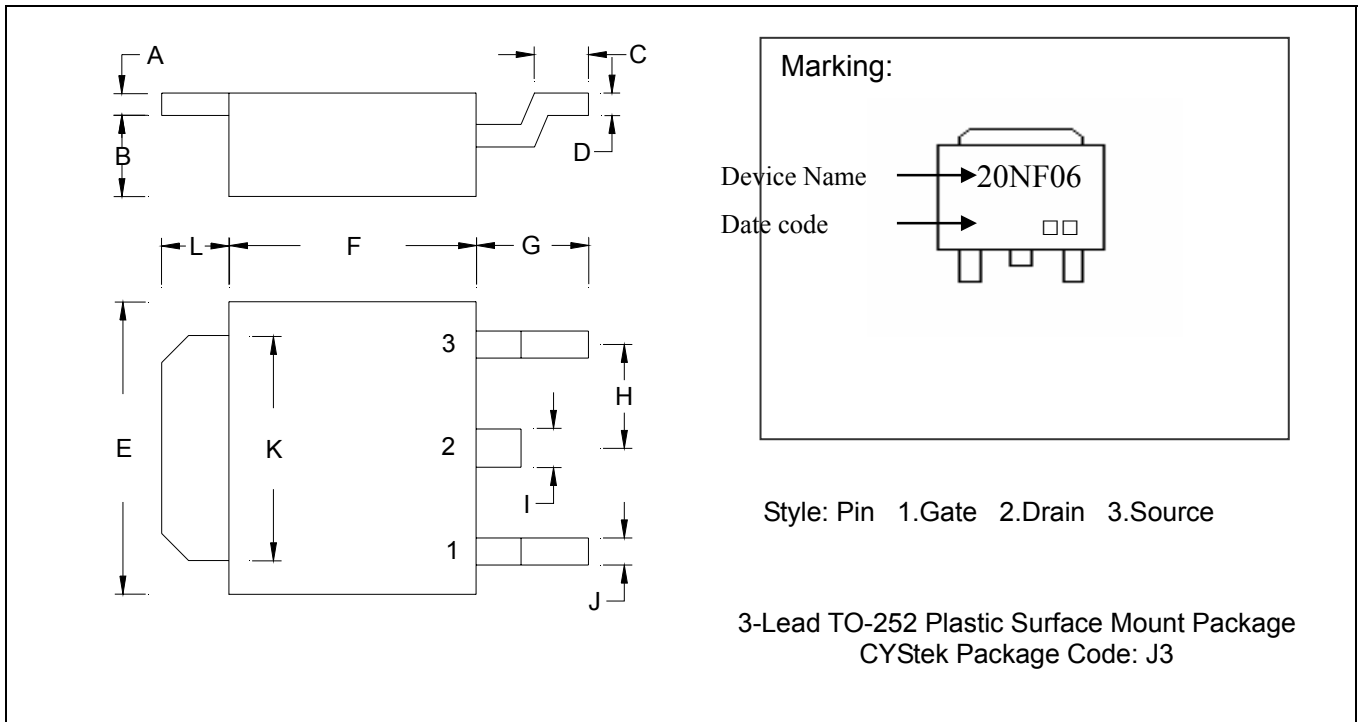 A
C
B
D
L
F
G
3
H
E
K
2
I
1
J
Marking:
Device Name
20NF06
Date code
□□
Style: Pin 1.Gate 2.Drain 3.Source
3-Lead TO-252 Plastic Surface Mount Package
CYStek Package Code: J3